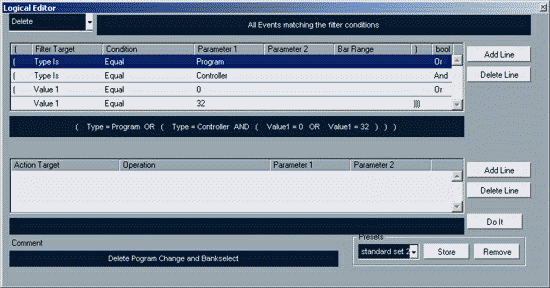 Logical Editor
Delete
All Events matching the filter conditions
( Filter Target Condition Parameter 1 Parameter 2 Bar Range ) bool
( Type Is Equal Program Or
( Type Is Equal Controller And
( Value 1 Equal 0 Or
Value 1 Equal 32 )))
Add Line
Delete Line
( Type = Program OR ( Type = Controller AND ( Value1 = 0 OR Value1 = 32 ) ) )
Action Target Operation Parameter 1 Parameter 2
Add Line
Delete Line
Do It
Comment
Delete Pogram Change and Bankselect
Presets
standard set 2
Store
Remove